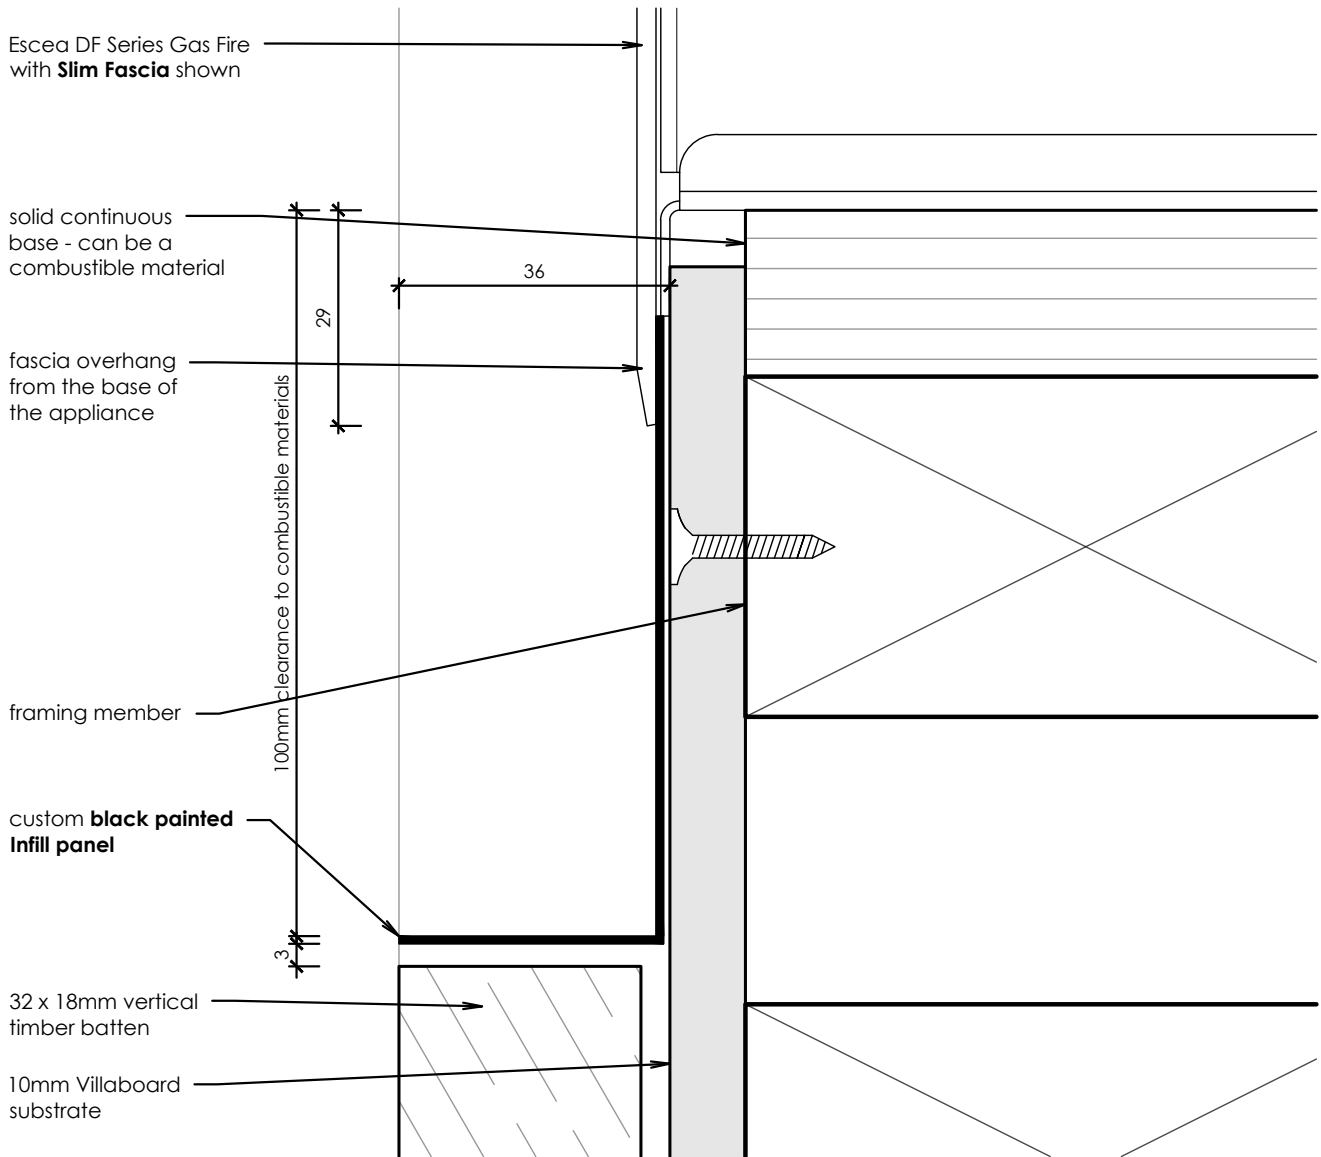 Escea DF Series Gas Fire
with Slim Fascia shown
solid continuous
base - can be a
combustible material
36
29
fascia overhang
from the base of
the appliance
100mm clearance to combustible materials
framing member
custom black painted
Infill panel
3
32 x 18mm vertical
timber batten
10mm Villaboard
substrate